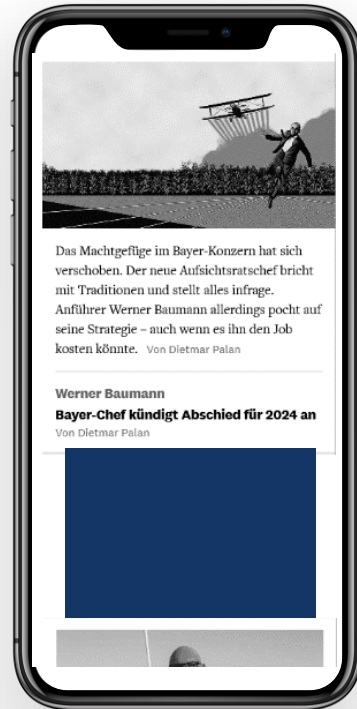 Das Machtgefüge im Bayer-Konzern hat sich
verschoben. Der neue Aufsichtsratschef bricht
mit Traditionen und stellt alles infrage.
Anführer Werner Baumann allerdings pocht auf
seine Strategie – auch wenn es ihn den Job
kosten könnte. Von Dietmar Palan
Werner Baumann
Bayer-Chef kündigt Abschied für 2024 an
Von Dietmar Palan